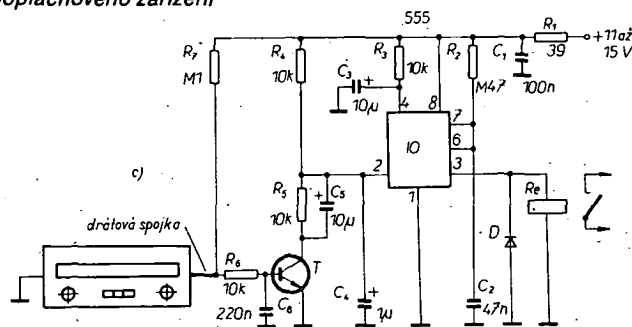 oplachového zařízení
555
R₁
39
+11 až
15 V
R₇
M1
R₄
10k
R₃
10k
R₂
M47
C₁
100n
C₃
+
10µ
4
8
7
6
IO
2
3
1
c)
R₅
10k
+
C₅
10µ
Re
D
drátová spojka
R₆
10k
T
C₆
220n
C₄
+
1µ
C₂
47n